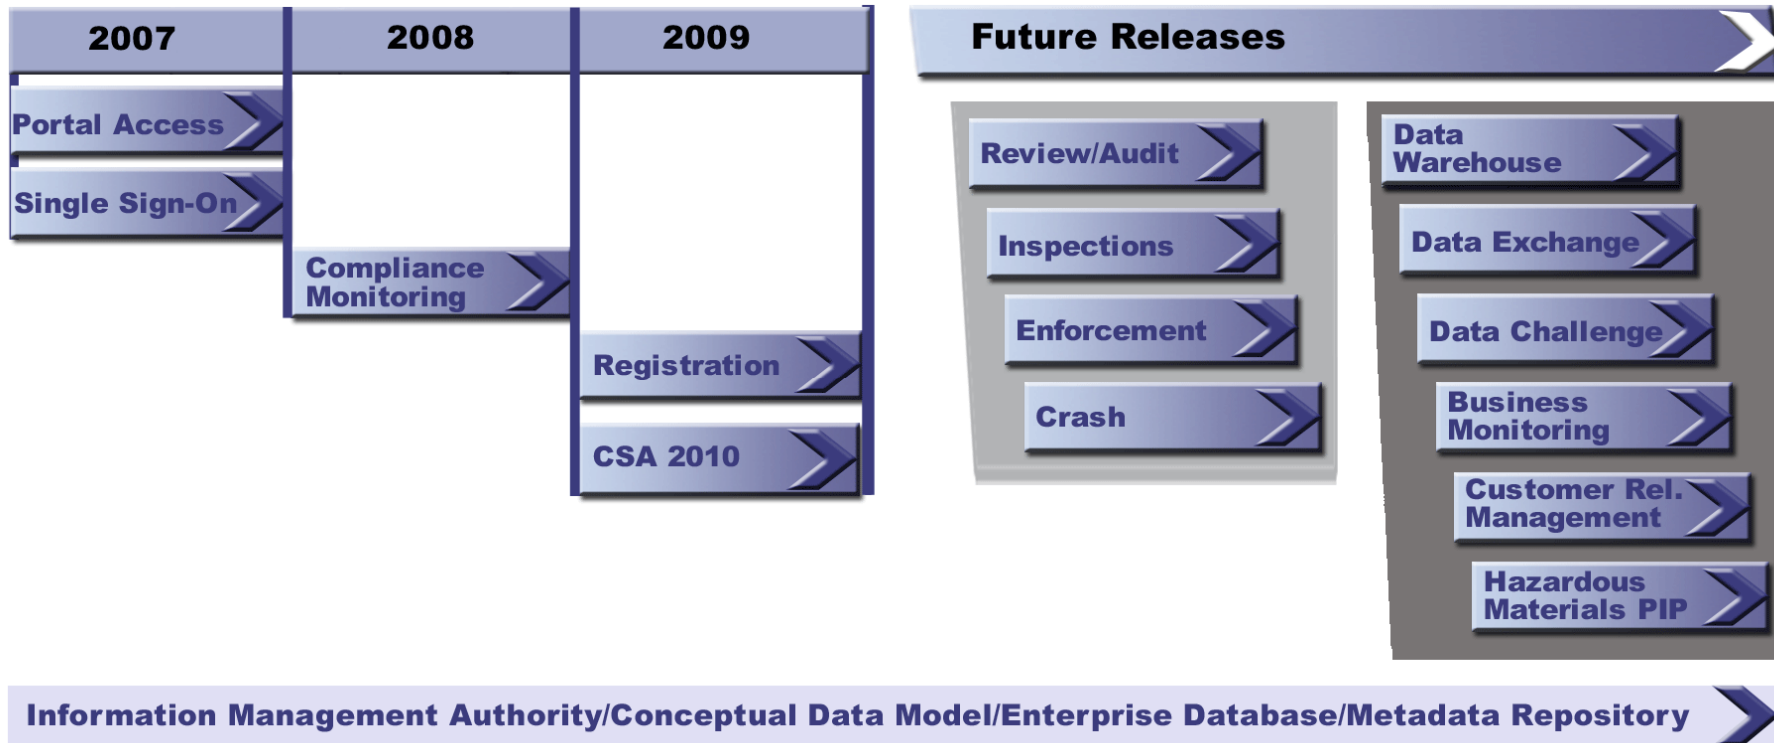 2007
2008
2009
Future Releases
Portal Access
Single Sign-On
Compliance
Monitoring
Registration
CSA 2010
Review/Audit
Inspections
Enforcement
Crash
Data
Warehouse
Data Exchange
Data Challenge
Business
Monitoring
Customer Rel.
Management
Hazardous
Materials PIP
Information Management Authority/Conceptual Data Model/Enterprise Database/Metadata Repository